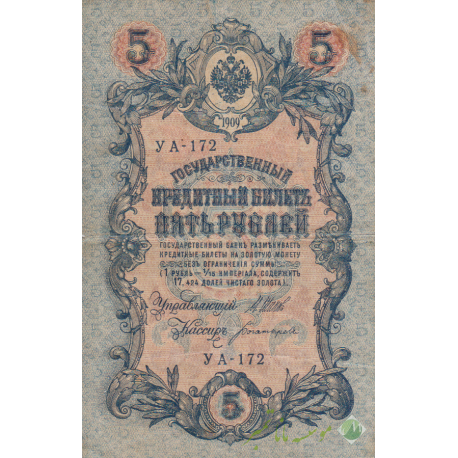 5 5
1909
УА-172
ГОСУДАРСТВЕННЫЙ
КРЕДИТНЫЙ БИЛЕТЪ
ПЯТЬ РУБЛЕЙ
ГОСУДАРСТВЕННЫЙ БАНКЪ РАЗМѢНИВАЕТЪ
КРЕДИТНЫЕ БИЛЕТЫ НА ЗОЛОТУЮ МОНЕТУ
БЕЗЪ ОГРАНИЧЕНІЯ СУММЫ
(1 РУБЛЬ = 1/15 ИМПЕРІАЛА, СОДЕРЖИТЪ
17,424 ДОЛЕЙ ЧИСТАГО ЗОЛОТА).
Управляющій
Кассиръ
УА-172
5